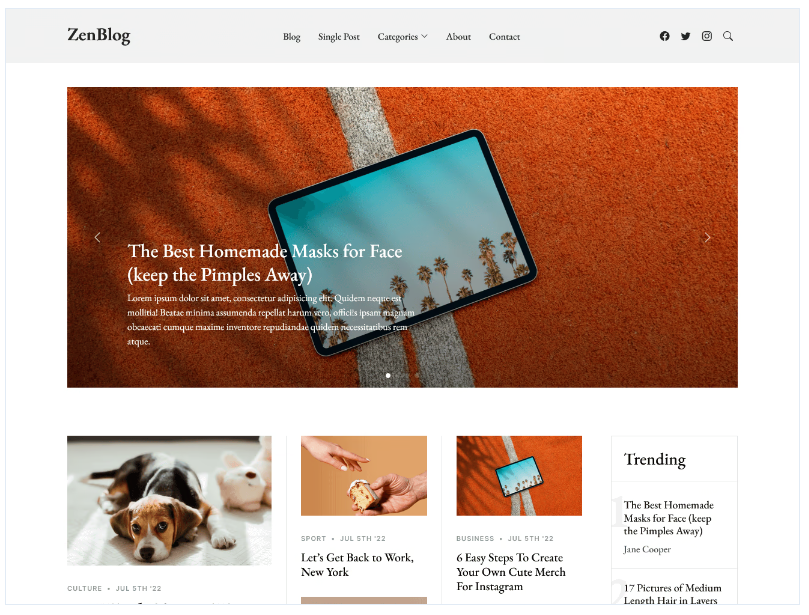 ZenBlog
Blog Single Post Categories About Contact
The Best Homemade Masks for Face
(keep the Pimples Away)
Lorem ipsum dolor sit amet, consectetur adipisicing elit. Quidem neque est
mollitia! Beatae minima assumenda repellat harum vero, officiis ipsam magnam
obcaecati cumque maxime inventore repudiandae quidem necessitatibus rem
atque.
CULTURE • JUL 5TH '22
SPORT • JUL 5TH '22
Let's Get Back to Work,
New York
BUSINESS • JUL 5TH '22
6 Easy Steps To Create
Your Own Cute Merch
For Instagram
Trending
1
The Best Homemade
Masks for Face (keep
the Pimples Away)
Jane Cooper
2
17 Pictures of Medium
Length Hair in Layers